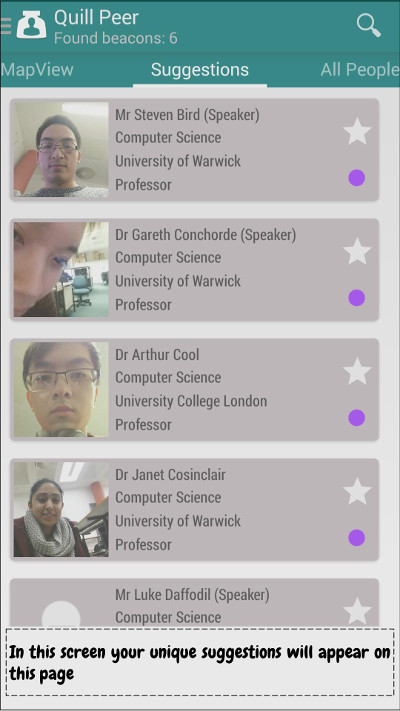 Quill Peer
Found beacons: 6
MapView
Suggestions
All People
Mr Steven Bird (Speaker)
Computer Science
University of Warwick
Professor
Dr Gareth Conchorde (Speaker)
Computer Science
University of Warwick
Professor
Dr Arthur Cool
Computer Science
University College London
Professor
Dr Janet Cosinclair
Computer Science
University of Warwick
Professor
Mr Luke Daffodil (Speaker)
Computer Science
In this screen your unique suggestions will appear on
this page